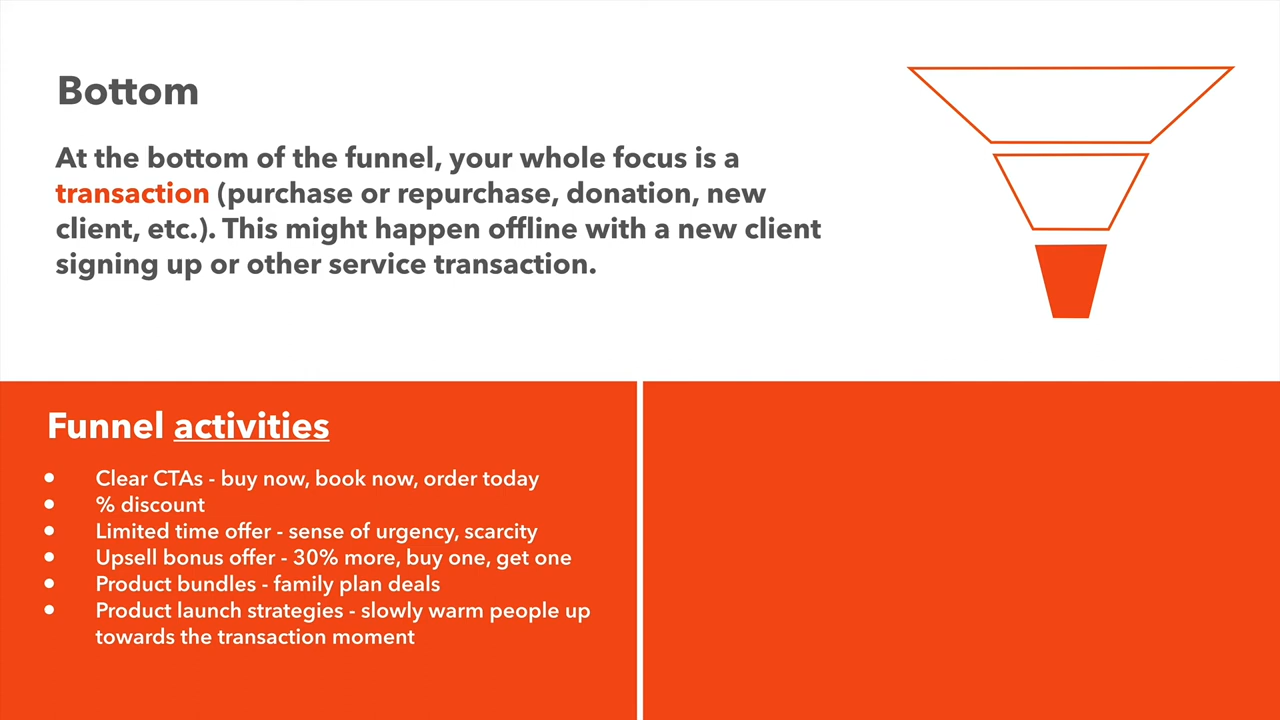 Bottom
At the bottom of the funnel, your whole focus is a
transaction (purchase or repurchase, donation, new
client, etc.). This might happen offline with a new client
signing up or other service transaction.
Funnel activities
● Clear CTAs - buy now, book now, order today
● % discount
● Limited time offer - sense of urgency, scarcity
● Upsell bonus offer - 30% more, buy one, get one
● Product bundles - family plan deals
● Product launch strategies - slowly warm people up
towards the transaction moment